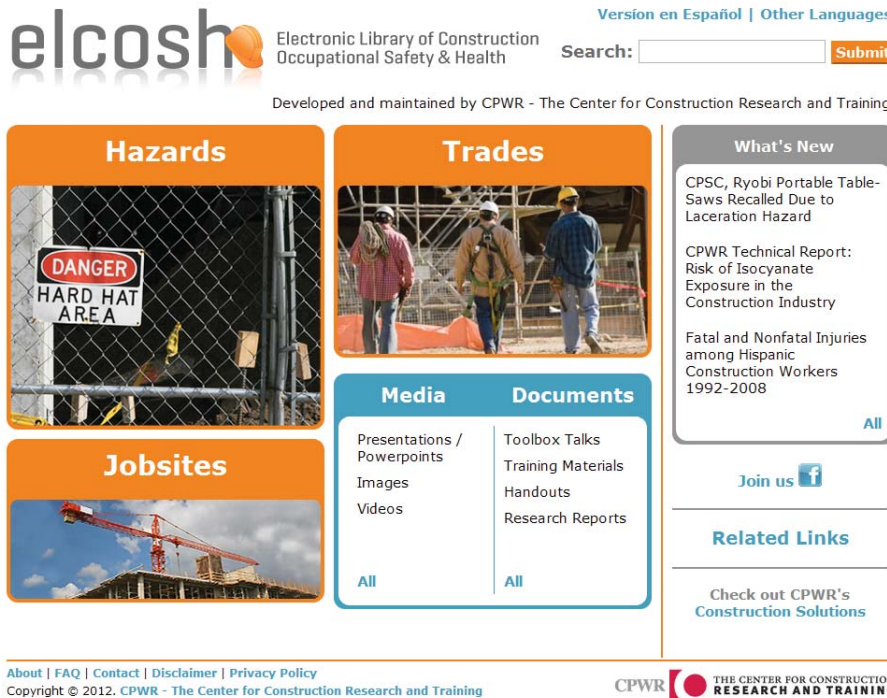 elcosh
Electronic Library of Construction
Occupational Safety & Health
Versíon en Español | Other Languages
Search:
Submit
Developed and maintained by CPWR - The Center for Construction Research and Training
Hazards
DANGER
HARD HAT
AREA
Jobsites
Trades
Media
Presentations /
Powerpoints
Images
Videos
All
Documents
Toolbox Talks
Training Materials
Handouts
Research Reports
All
What's New
CPSC, Ryobi Portable Table-
Saws Recalled Due to
Laceration Hazard
CPWR Technical Report:
Risk of Isocyanate
Exposure in the
Construction Industry
Fatal and Nonfatal Injuries
among Hispanic
Construction Workers
1992-2008
All
Join us f
Related Links
Check out CPWR's
Construction Solutions
About | FAQ | Contact | Disclaimer | Privacy Policy
Copyright © 2012. CPWR - The Center for Construction Research and Training
CPWR
THE CENTER FOR CONSTRUCTIO
RESEARCH AND TRAININ